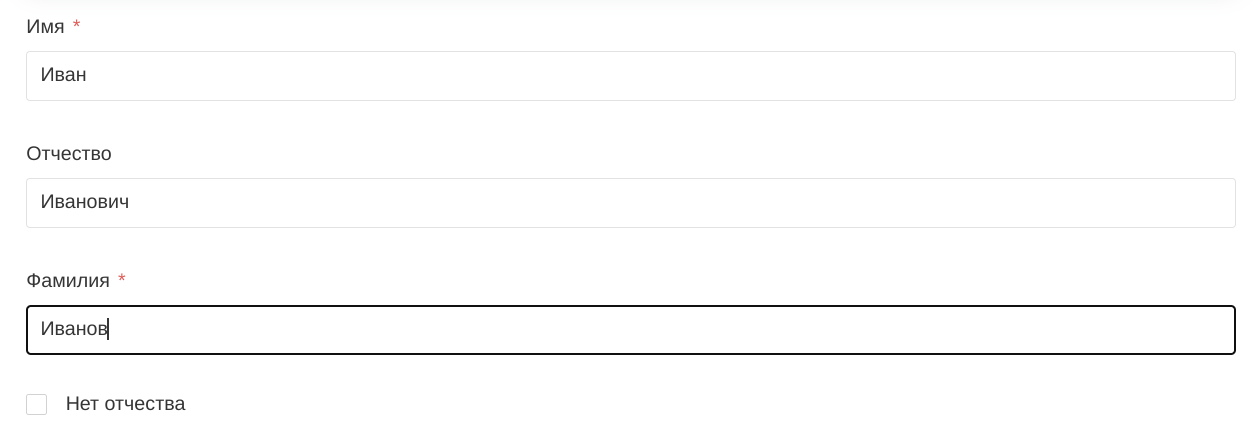 Имя *
Иван
Отчество
Иванович
Фамилия *
Иванов
Нет отчества